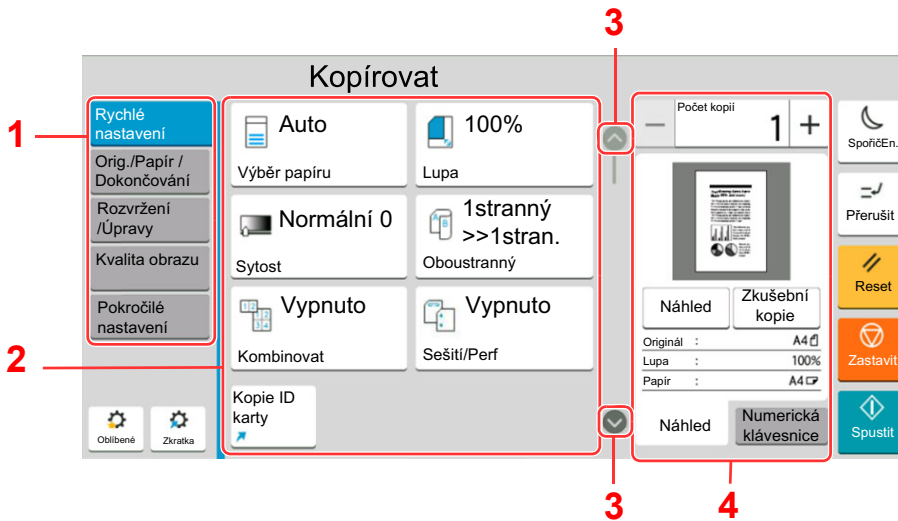 3
Kopírovat
1
Rychlé
nastavení
Orig./Papír /
Dokončování
Rozvržení
/Úpravy
Kvalita obrazu
Pokročilé
nastavení
2
Oblíbené
Zkratka
Auto
Výběr papíru
100%
Lupa
Normální 0
Sytost
1stranný
>>1stran.
Oboustranný
Vypnuto
Kombinovat
Vypnuto
Sešití/Perf
Kopie ID
karty
3
Počet kopií
− 1 +
Náhled
Zkušební
kopie
Originál : A4
Lupa : 100%
Papír : A4
Náhled
Numerická
klávesnice
4
SpořičEn.
Přerušit
Reset
Zastavit
Spustit